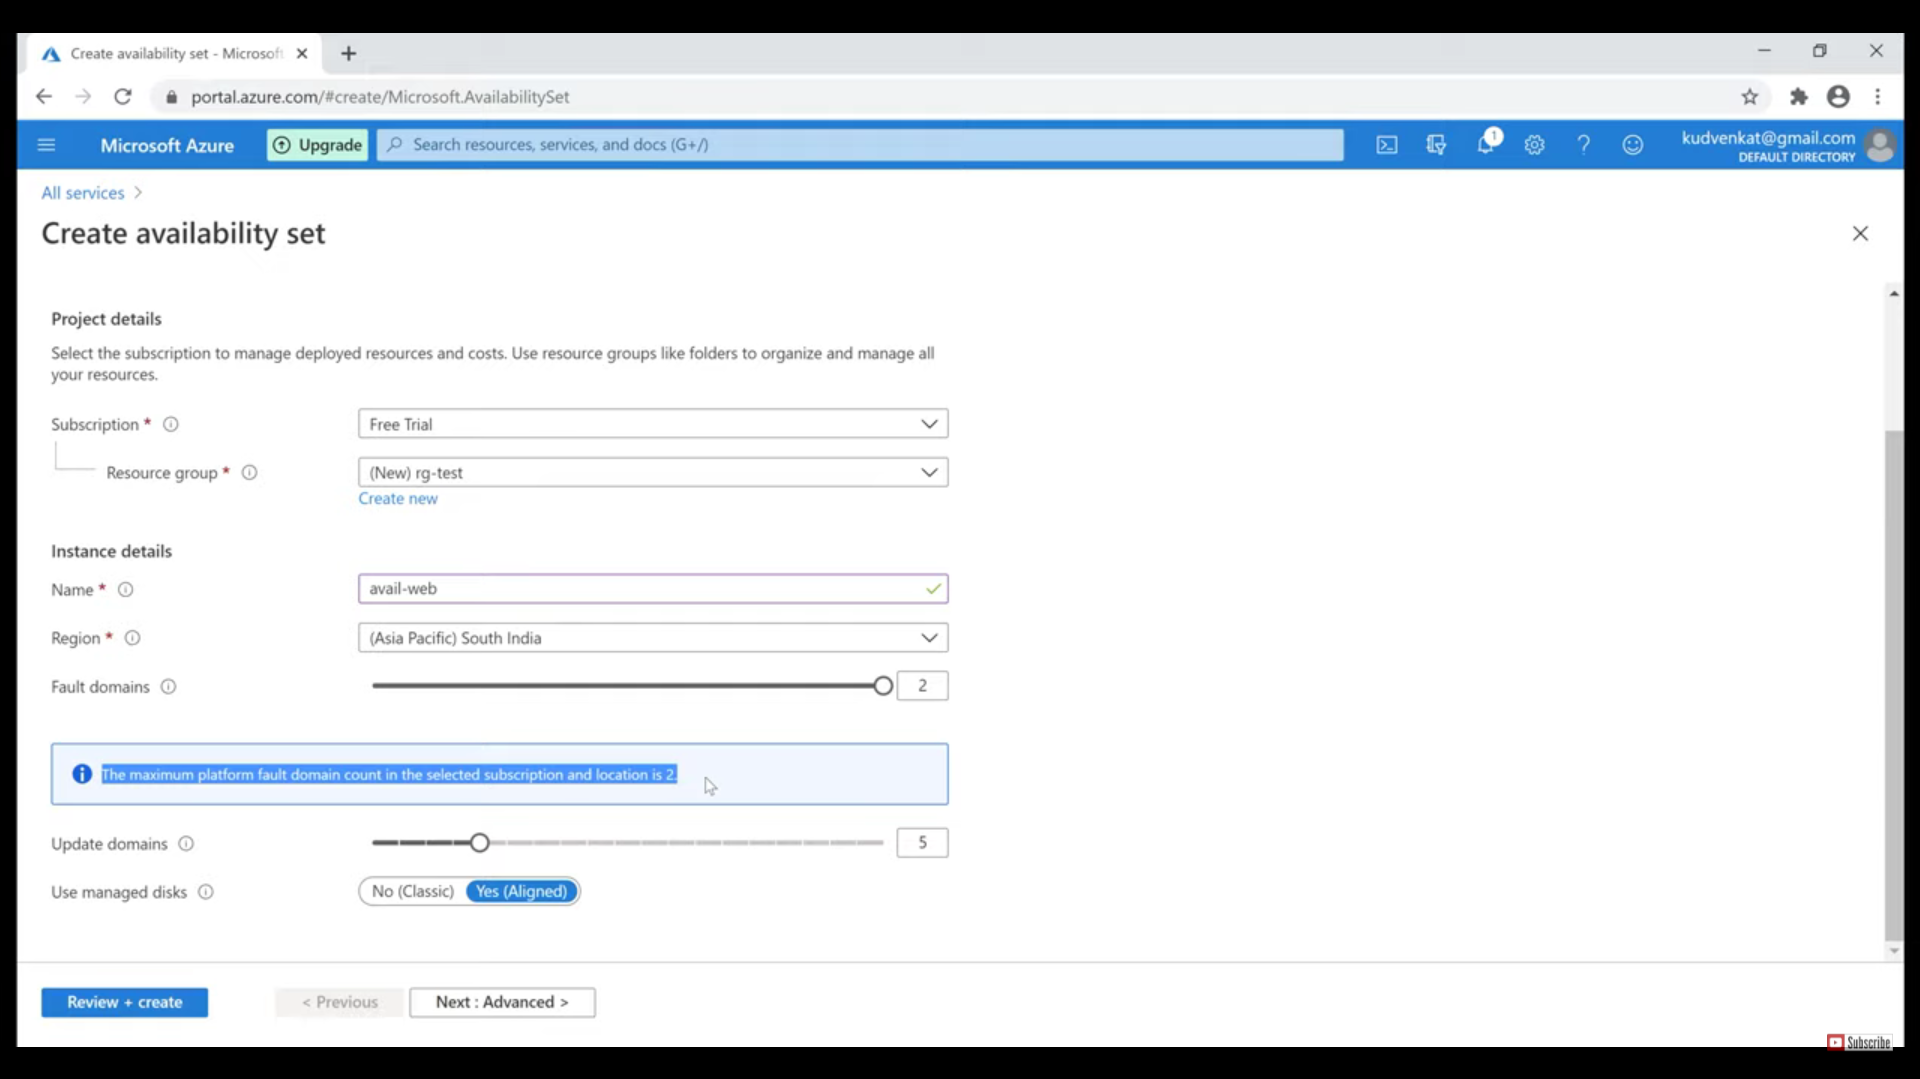 Create availability set - Microsoft
portal.azure.com/#create/Microsoft.AvailabilitySet
Microsoft Azure
Upgrade
Search resources, services, and docs (G+/)
1
kudvenkat@gmail.com
DEFAULT DIRECTORY
All services >
Create availability set
Project details
Select the subscription to manage deployed resources and costs. Use resource groups like folders to organize and manage all
your resources.
Subscription *
Free Trial
Resource group *
(New) rg-test
Create new
Instance details
Name *
avail-web
Region *
(Asia Pacific) South India
Fault domains
2
The maximum platform fault domain count in the selected subscription and location is 2.
Update domains
5
Use managed disks
No (Classic) Yes (Aligned)
Review + create
< Previous
Next : Advanced >
Subscribe